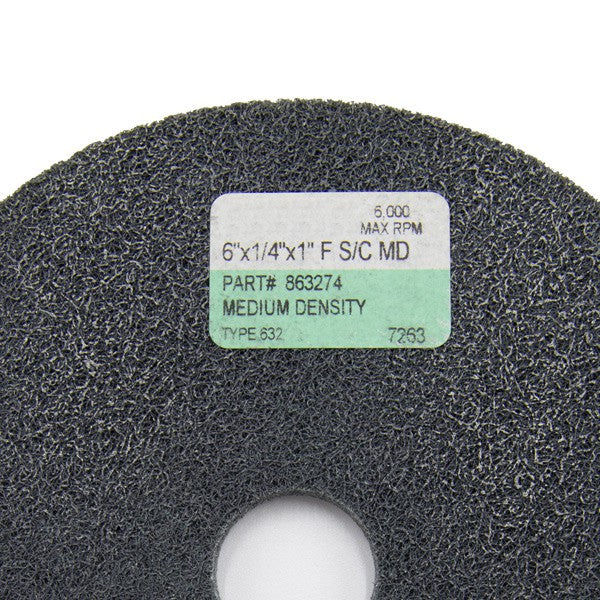 6,000
MAX RPM
6"x1/4"x1" F S/C MD
PART# 863274
MEDIUM DENSITY
TYPE 632 7263